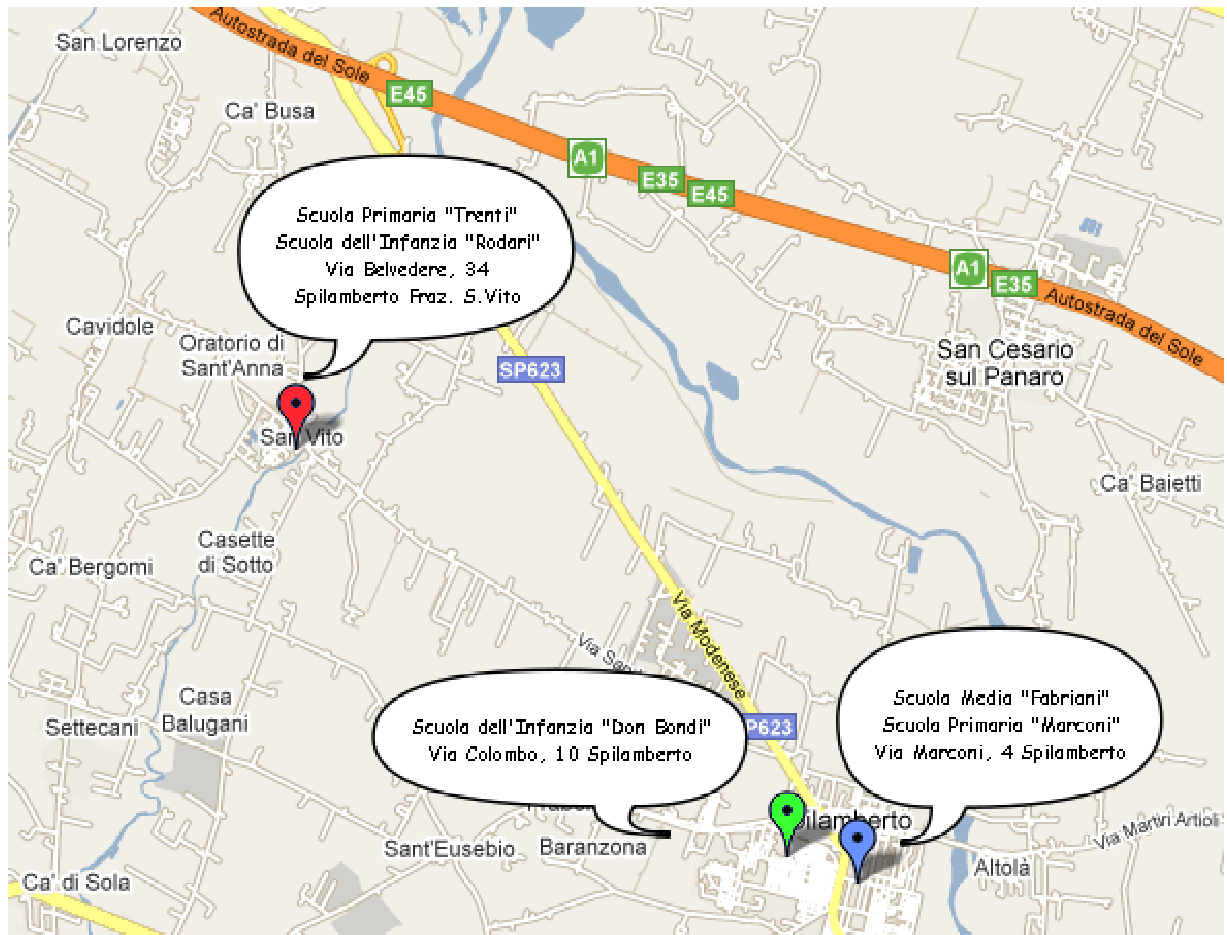 San Lorenzo
Autostrada del Sole
E45
Ca' Busa
A1
E35
E45
Scuola Primaria "Trenti"
Scuola dell'Infanzia "Rodari"
Via Belvedere, 34
Spilamberto Fraz. S.Vito
A1
E35
Autostrada del Sole
Cavidole
Oratorio di
Sant'Anna
SP623
San Cesario
sul Panaro
San Vito
Ca' Baietti
Casette
di Sotto
Ca' Bergomi
Via Modenese
Via
Casa
Balugani
Settecani
Scuola dell'Infanzia "Don Bondi"
Via Colombo, 10 Spilamberto
P623
Scuola Media "Fabriani"
Scuola Primaria "Marconi"
Via Marconi, 4 Spilamberto
pilamberto
Via Martiri Artioli
Sant'Eusebio
Baranzona
Altolà
Ca' di Sola